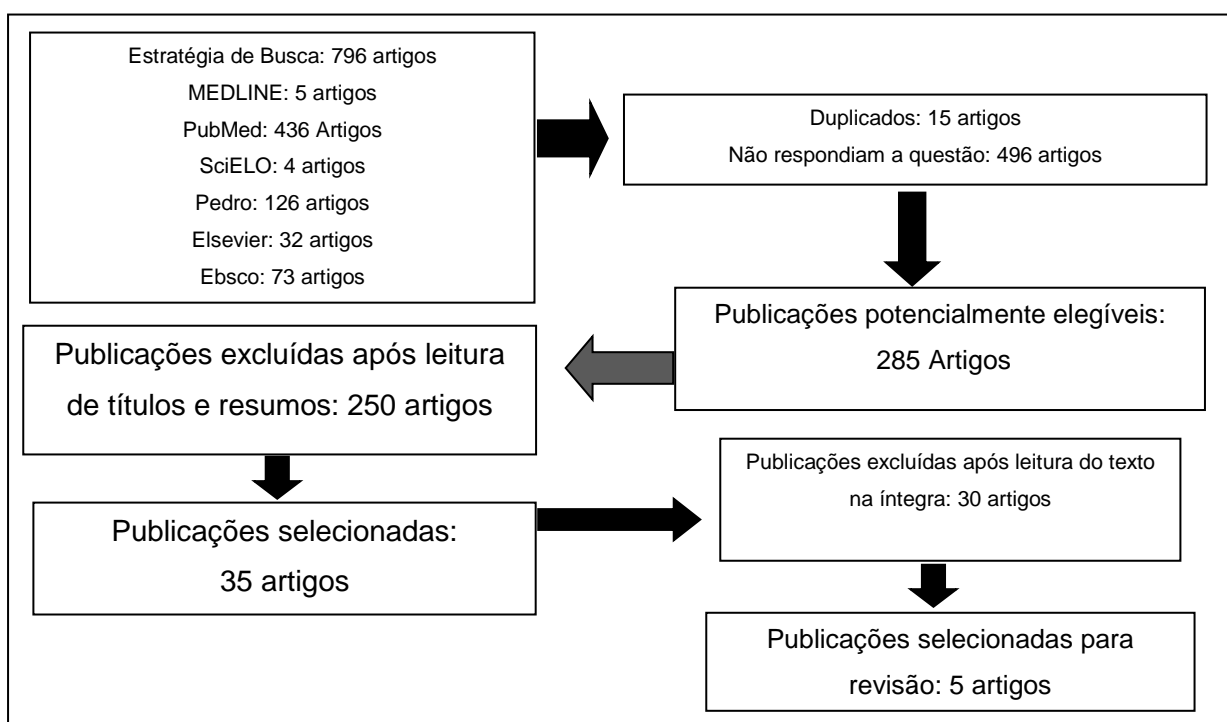 Estratégia de Busca: 796 artigos
MEDLINE: 5 artigos
PubMed: 436 Artigos
SciELO: 4 artigos
Pedro: 126 artigos
Elsevier: 32 artigos
Ebsco: 73 artigos
Duplicados: 15 artigos
Não respondiam a questão: 496 artigos
Publicações potencialmente elegíveis:
285 Artigos
Publicações excluídas após leitura
de títulos e resumos: 250 artigos
Publicações selecionadas:
35 artigos
Publicações excluídas após leitura do texto
na íntegra: 30 artigos
Publicações selecionadas para
revisão: 5 artigos